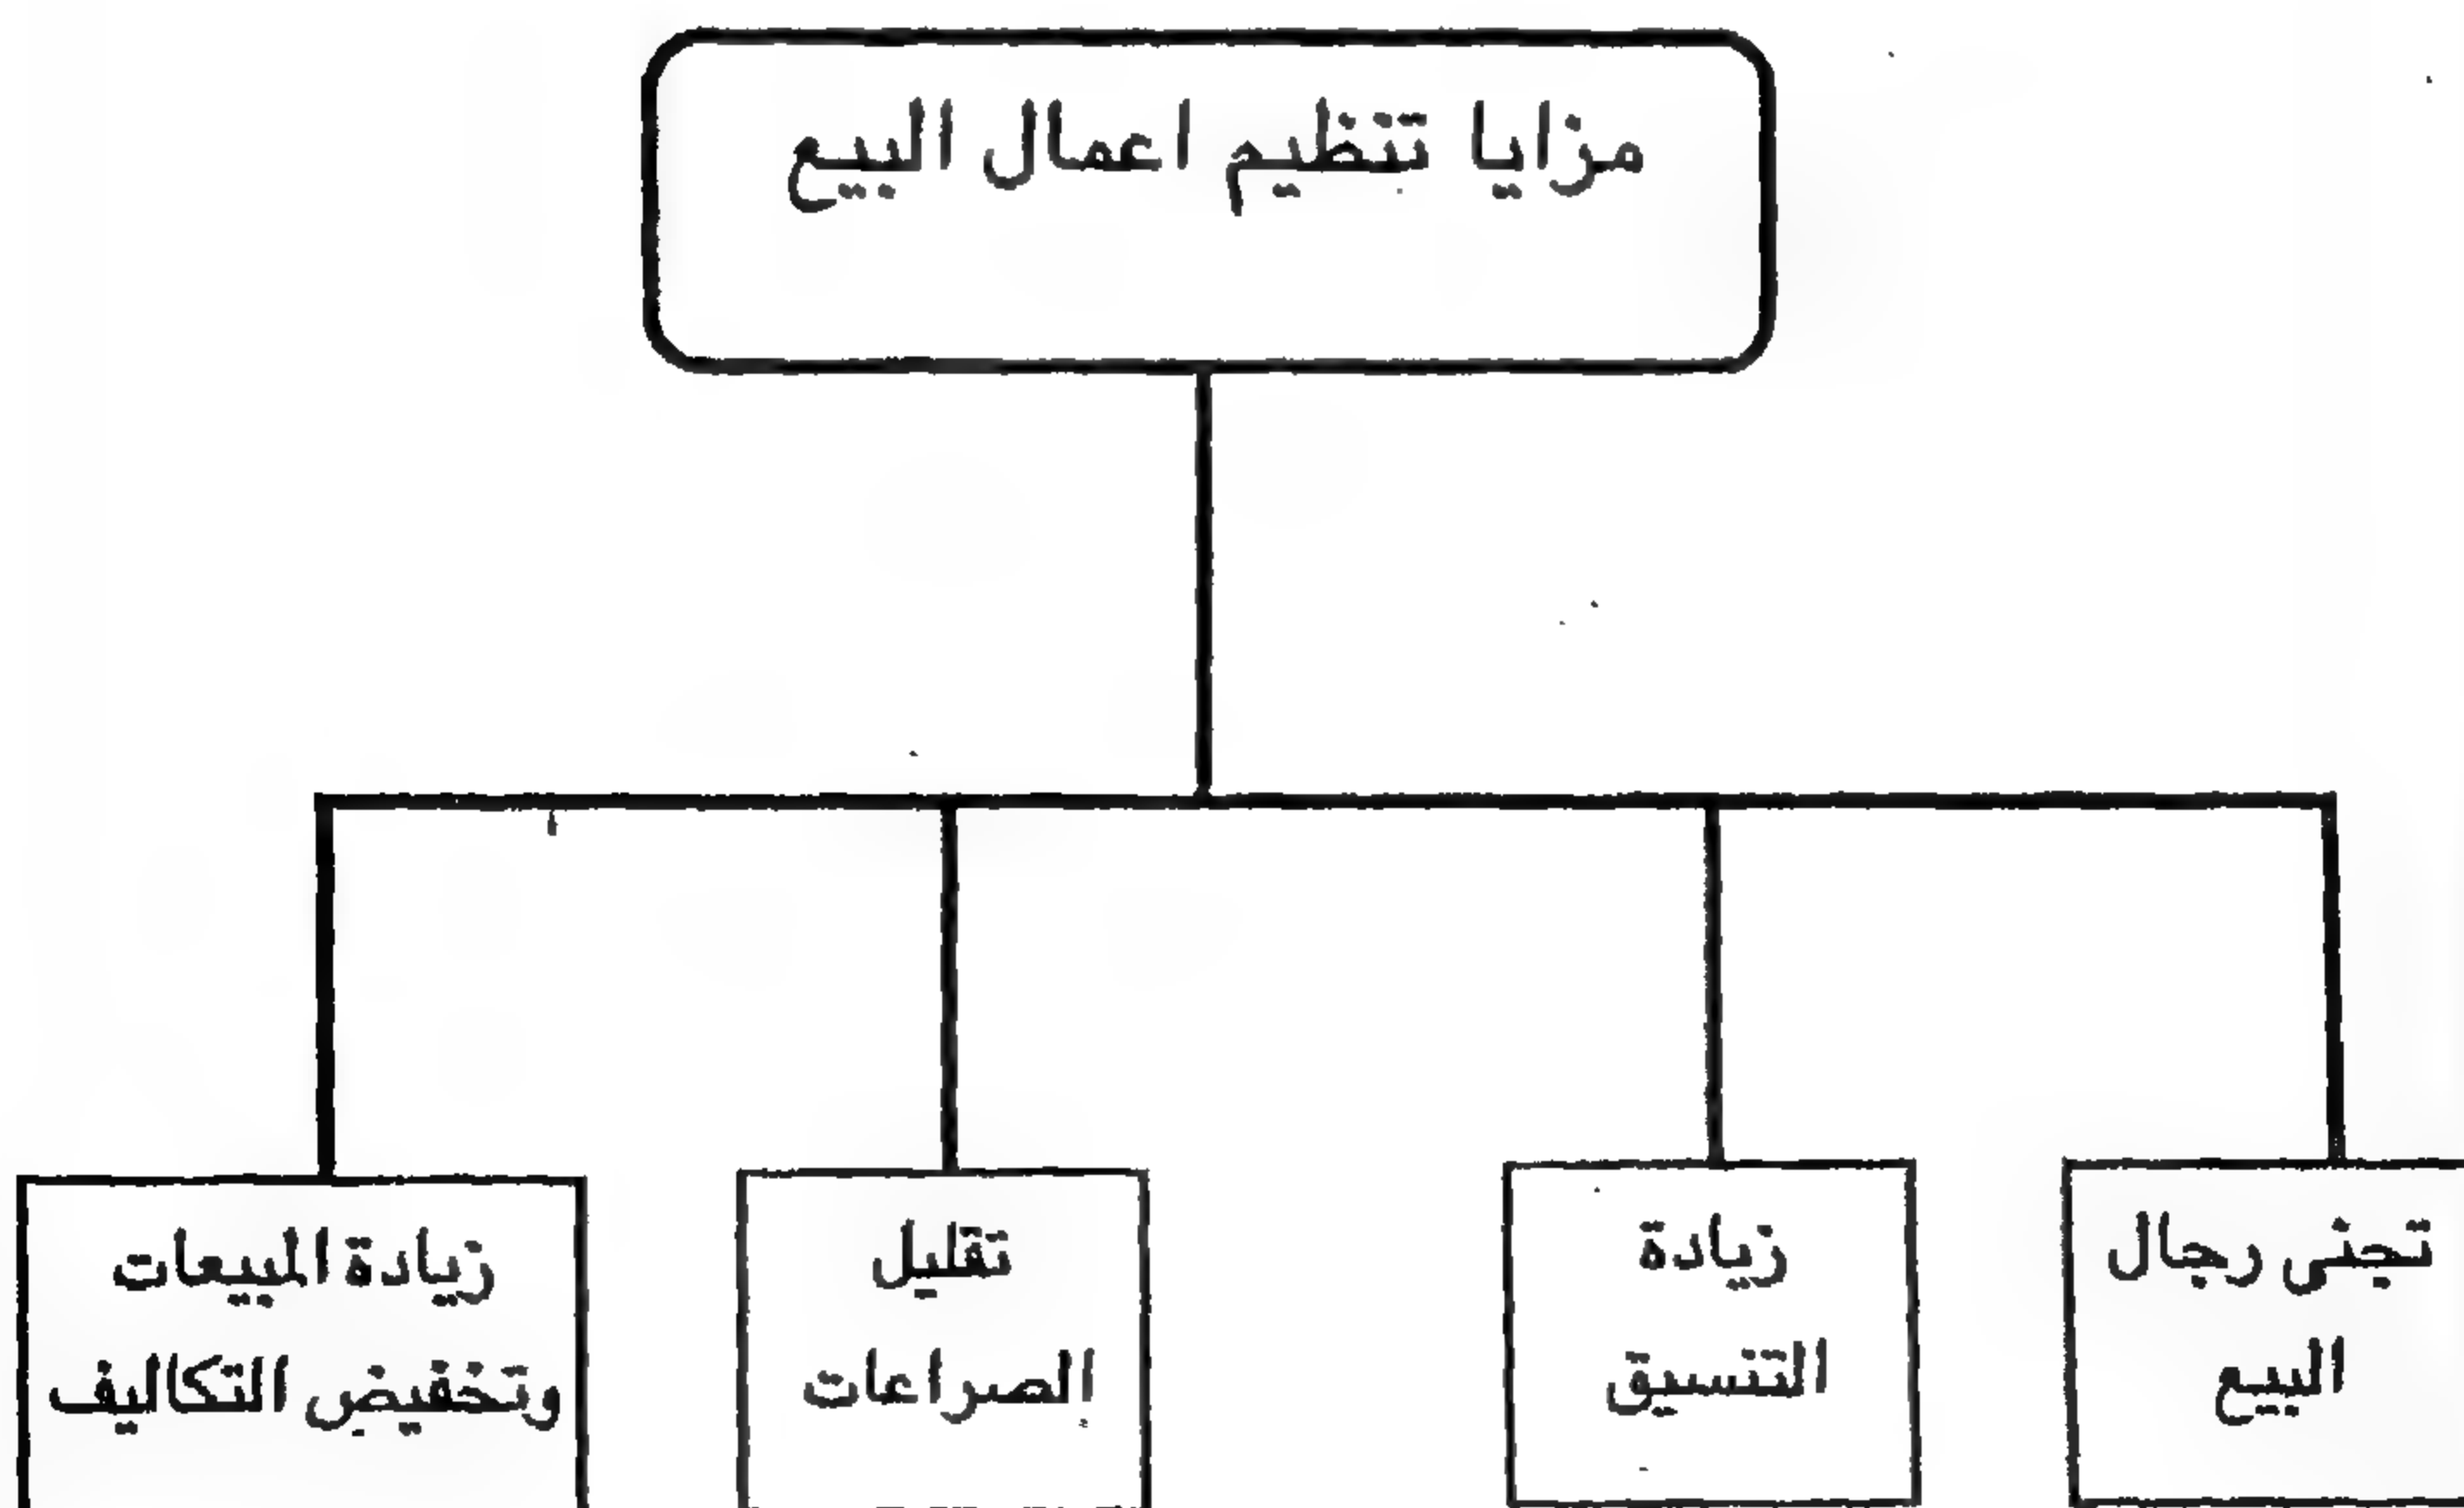 مزايا تنظيم اعمال البيع
تجنى رجال
البيع
زيادة
التنسيق
تقليل
الصراعات
زيادة المبيعات
وتخفيض التكاليف